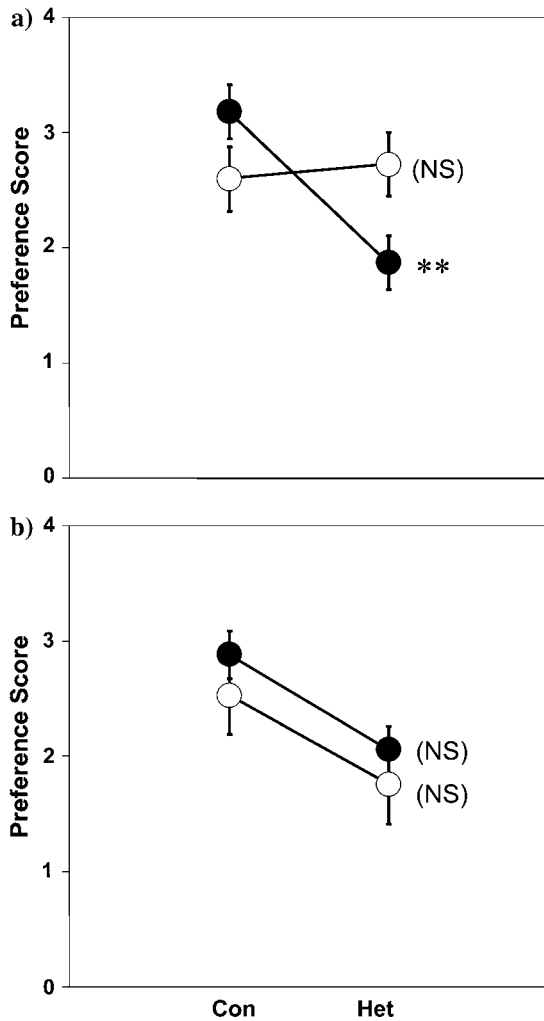 a) 4
3
2
1
0
Preference Score
(NS)
**
b) 4
3
2
1
0
Preference Score
(NS)
(NS)
Con Het